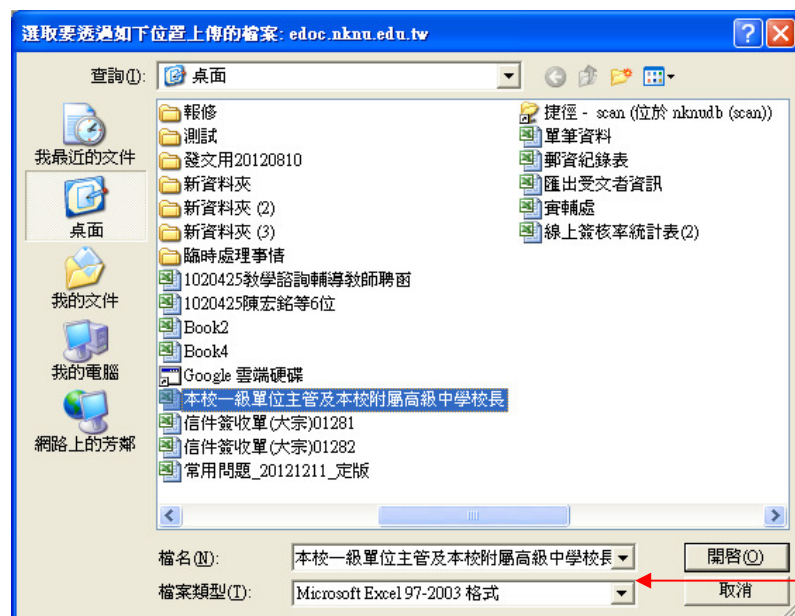 選取要透過如下位置上傳的檔案: edoc.nknu.edu.tw
查詢(I):
桌面
我最近的文件
桌面
我的文件
我的電腦
網路上的芳鄰
報修
測試
發文用20120810
新資料夾
新資料夾 (2)
新資料夾 (3)
臨時處理事情
1020425教學諮詢輔導教師聘函
1020425陳宏銘等6位
Book2
Book4
Google 雲端硬碟
本校一級單位主管及本校附屬高級中學校長
信件簽收單(大宗)01281
信件簽收單(大宗)01282
常用問題_20121211_定版
捷徑 - scan (位於 nknudb (scan))
單筆資料
郵資紀錄表
匯出受文者資訊
實輔處
線上簽核率統計表(2)
檔名(N):
本校一級單位主管及本校附屬高級中學校長
開啟(O)
檔案類型(T):
Microsoft Excel 97-2003 格式
取消